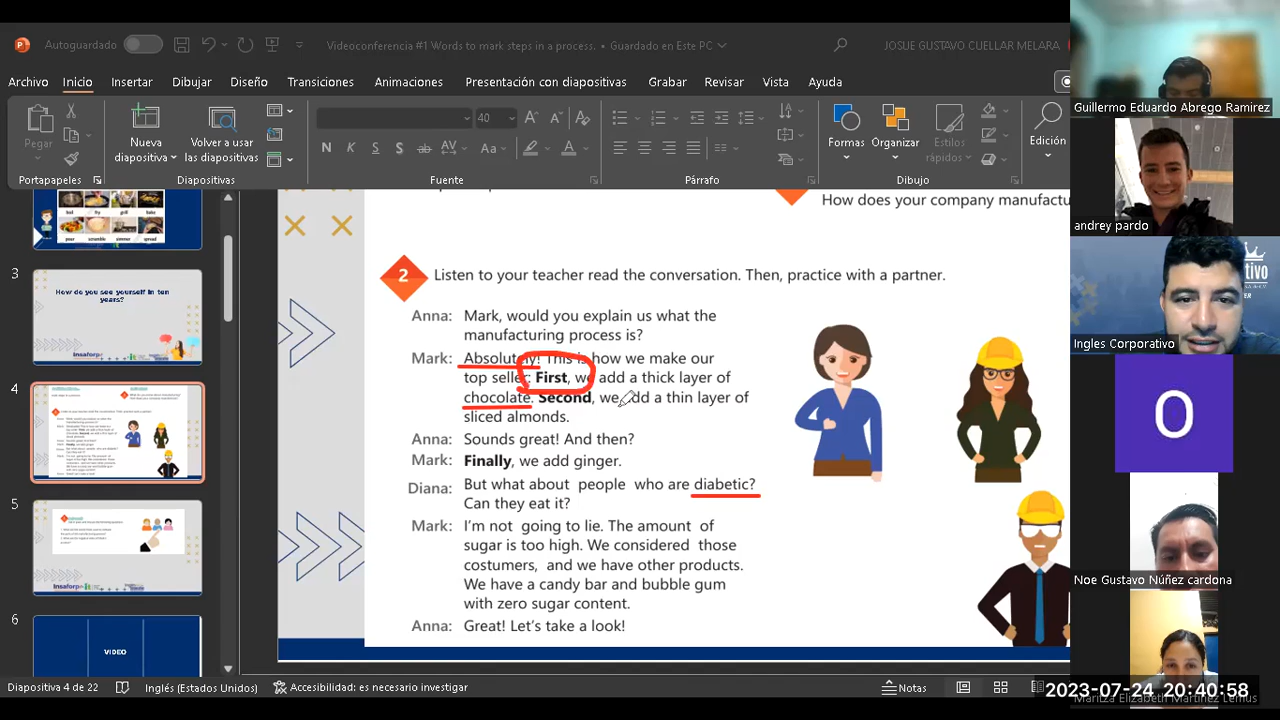 Autoguardado
Videoconferencia #1 Words to mark steps in a process. • Guardado en Este PC
JOSUE GUSTAVO CUELLAR MELARA
Archivo Inicio Insertar Dibujar Diseño Transiciones Animaciones Presentación con diapositivas Grabar Revisar Vista Ayuda
Pegar
Nueva diapositiva
Volver a usar las diapositivas
40
N K S S ab AV Aa A
Formas Organizar Estilos rápidos Edición
Portapapeles Diapositivas Fuente Párrafo Dibujo
3
How do you see yourself in ten years?
4
5
6
VIDEO
How does your company manufactu
2 Listen to your teacher read the conversation. Then, practice with a partner.
Anna: Mark, would you explain us what the
manufacturing process is?
Mark: Absolutely! This is how we make our
top seller: First, we add a thick layer of
chocolate. Second, we add a thin layer of
sliced almonds.
Anna: Sounds great! And then?
Mark: Finally, we add ginger.
Diana: But what about people who are diabetic?
Can they eat it?
Mark: I'm not going to lie. The amount of
sugar is too high. We considered those
costumers, and we have other products.
We have a candy bar and bubble gum
with zero sugar content.
Anna: Great! Let's take a look!
Guillermo Eduardo Abrego Ramirez
andrey pardo
Ingles Corporativo
O
Noe Gustavo Núñez cardona
Maritza Elizabeth Martinez Lemus
2023-07-24 20:40:58
Diapositiva 4 de 22
Inglés (Estados Unidos)
Accesibilidad: es necesario investigar
Notas